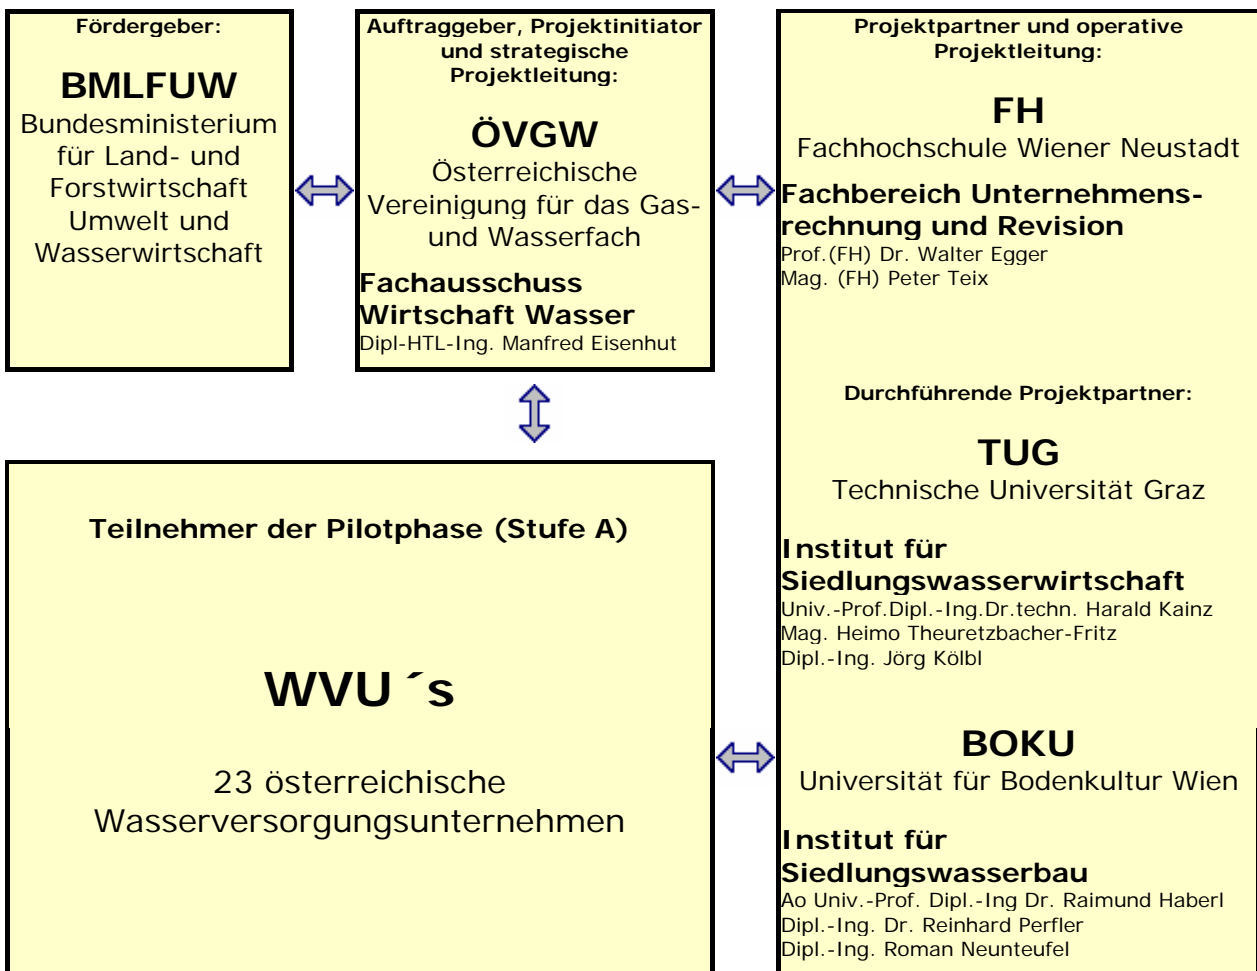 Fördergeber:
BMLFUW
Bundesministerium
für Land- und
Forstwirtschaft
Umwelt und
Wasserwirtschaft
Auftraggeber, Projektinitiator
und strategische
Projektleitung:
ÖVGW
Österreichische
Vereinigung für das Gas-
und Wasserfach
Fachausschuss
Wirtschaft Wasser
Dipl-HTL-Ing. Manfred Eisenhut
Projektpartner und operative
Projektleitung:
FH
Fachhochschule Wiener Neustadt
Fachbereich Unternehmens-
rechnung und Revision
Prof.(FH) Dr. Walter Egger
Mag. (FH) Peter Teix
Durchführende Projektpartner:
TUG
Technische Universität Graz
Institut für
Siedlungswasserwirtschaft
Univ.-Prof.Dipl.-Ing.Dr.techn. Harald Kainz
Mag. Heimo Theuretzbacher-Fritz
Dipl.-Ing. Jörg Kölbl
BOKU
Universität für Bodenkultur Wien
Institut für
Siedlungswasserbau
Ao Univ.-Prof. Dipl.-Ing Dr. Raimund Haberl
Dipl.-Ing. Dr. Reinhard Perfler
Dipl.-Ing. Roman Neunteufel
Teilnehmer der Pilotphase (Stufe A)
WVU ´s
23 österreichische
Wasserversorgungsunternehmen